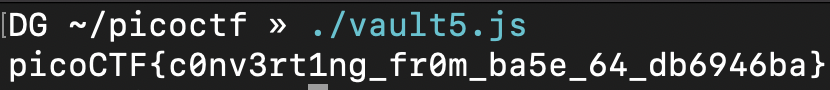 [DG ~/picoctf » ./vault5.js
picoCTF{c0nv3rt1ng_fr0m_ba5e_64_db6946ba}